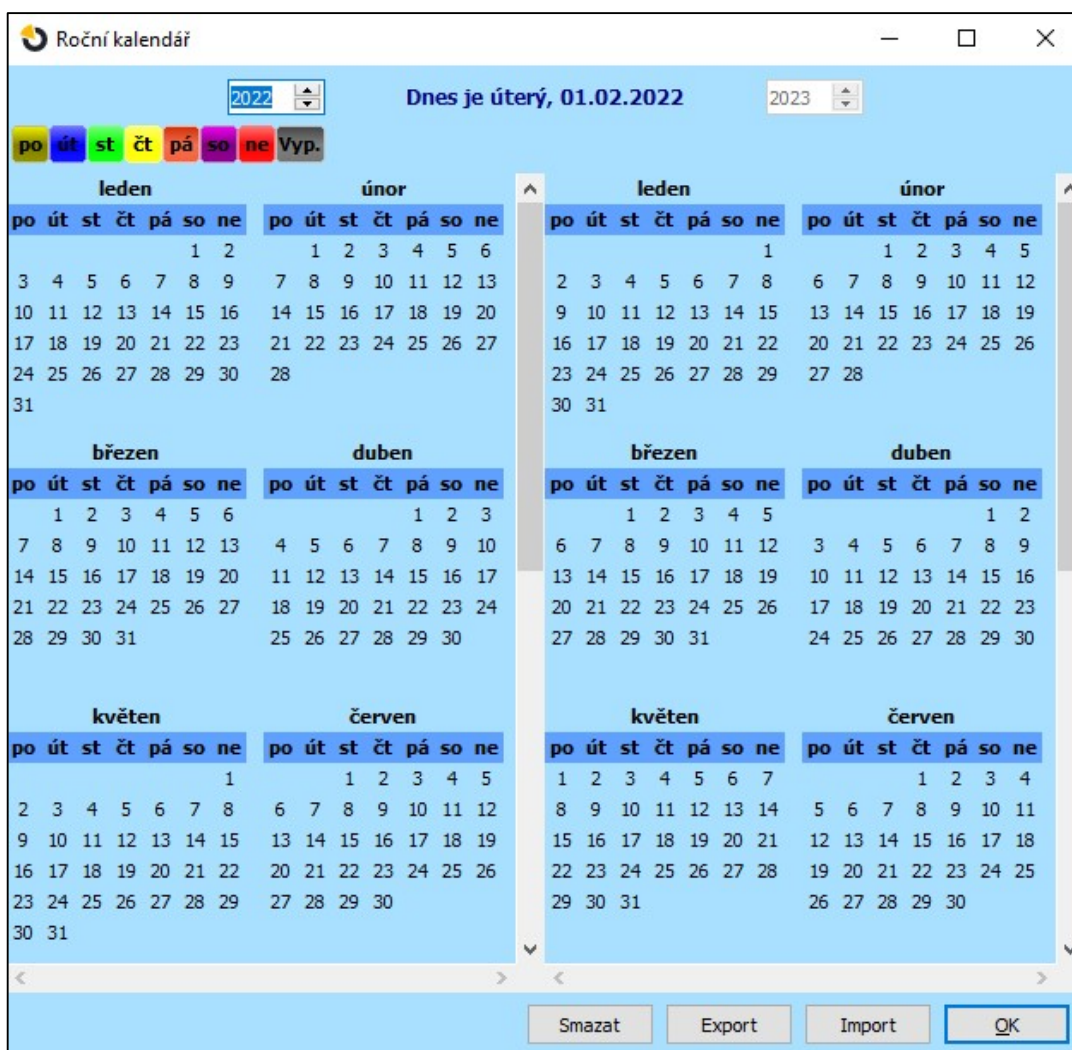 Roční kalendář
2022 Dnes je úterý, 01.02.2022 2023
po út st čt pá so ne Vyp.
leden únor leden únor
po út st čt pá so ne po út st čt pá so ne po út st čt pá so ne po út st čt pá so ne
1 2 1 2 3 4 5 6 1 1 2 3 4 5
3 4 5 6 7 8 9 7 8 9 10 11 12 13 2 3 4 5 6 7 8 6 7 8 9 10 11 12
10 11 12 13 14 15 16 14 15 16 17 18 19 20 9 10 11 12 13 14 15 13 14 15 16 17 18 19
17 18 19 20 21 22 23 21 22 23 24 25 26 27 16 17 18 19 20 21 22 20 21 22 23 24 25 26
24 25 26 27 28 29 30 28 23 24 25 26 27 28 29 27 28
31 30 31
březen duben březen duben
po út st čt pá so ne po út st čt pá so ne po út st čt pá so ne po út st čt pá so ne
1 2 3 4 5 6 1 2 3 1 2 3 4 5 1 2
7 8 9 10 11 12 13 4 5 6 7 8 9 10 6 7 8 9 10 11 12 3 4 5 6 7 8 9
14 15 16 17 18 19 20 11 12 13 14 15 16 17 13 14 15 16 17 18 19 10 11 12 13 14 15 16
21 22 23 24 25 26 27 18 19 20 21 22 23 24 20 21 22 23 24 25 26 17 18 19 20 21 22 23
28 29 30 31 25 26 27 28 29 30 27 28 29 30 31 24 25 26 27 28 29 30
květen červen květen červen
po út st čt pá so ne po út st čt pá so ne po út st čt pá so ne po út st čt pá so ne
1 1 2 3 4 5 1 2 3 4 5 6 7 1 2 3 4
2 3 4 5 6 7 8 6 7 8 9 10 11 12 8 9 10 11 12 13 14 5 6 7 8 9 10 11
9 10 11 12 13 14 15 13 14 15 16 17 18 19 15 16 17 18 19 20 21 12 13 14 15 16 17 18
16 17 18 19 20 21 22 20 21 22 23 24 25 26 22 23 24 25 26 27 28 19 20 21 22 23 24 25
23 24 25 26 27 28 29 27 28 29 30 29 30 31 26 27 28 29 30
30 31
Smazat Export Import OK